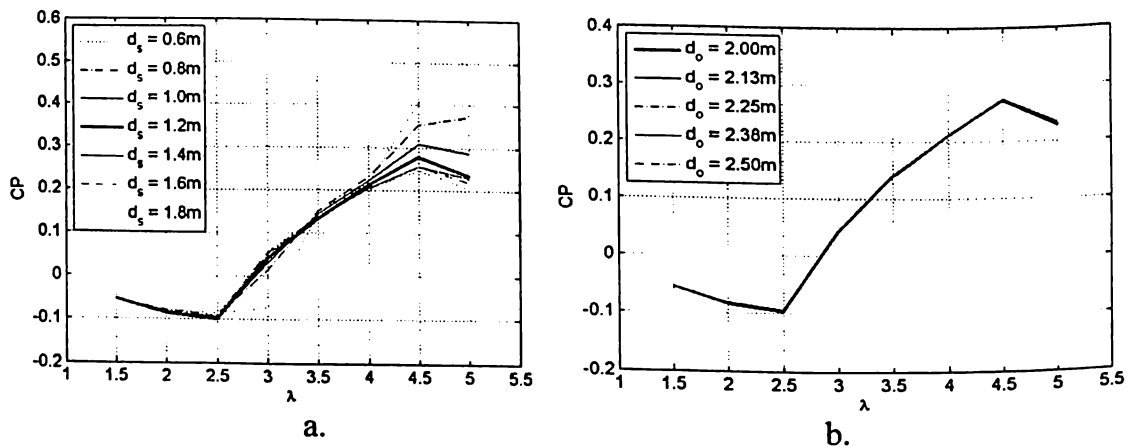 0.6
0.5
0.4
0.3
0.2
0.1
0
-0.1
-0.2
CP
d_s = 0.6m
d_s = 0.8m
d_s = 1.0m
d_s = 1.2m
d_s = 1.4m
d_s = 1.6m
d_s = 1.8m
1 1.5 2 2.5 3 3.5 4 4.5 5 5.5
λ
a.
0.4
0.3
0.2
0.1
0
-0.1
-0.2
CP
d_o = 2.00m
d_o = 2.13m
d_o = 2.25m
d_o = 2.38m
d_o = 2.50m
1 1.5 2 2.5 3 3.5 4 4.5 5 5.5
λ
b.